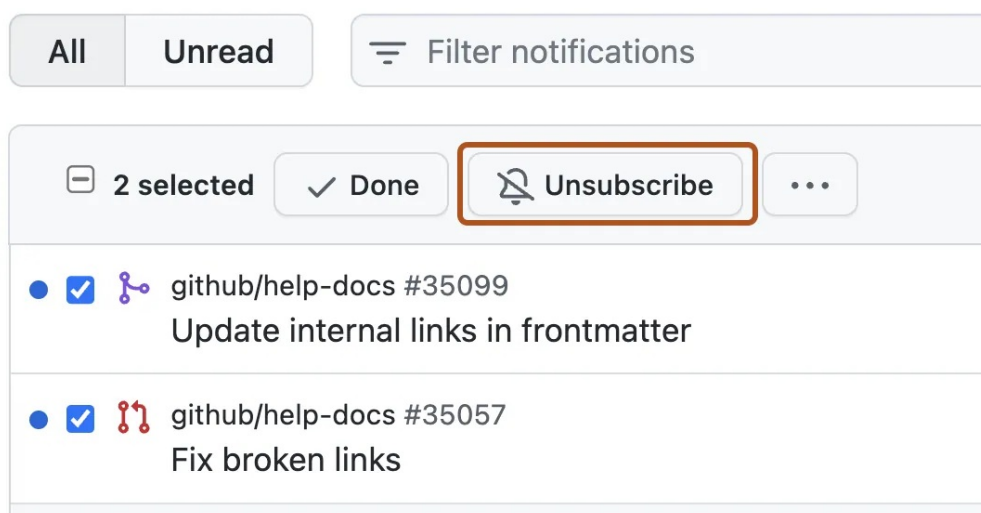 All Unread Filter notifications
2 selected Done Unsubscribe ...
github/help-docs #35099
Update internal links in frontmatter
github/help-docs #35057
Fix broken links